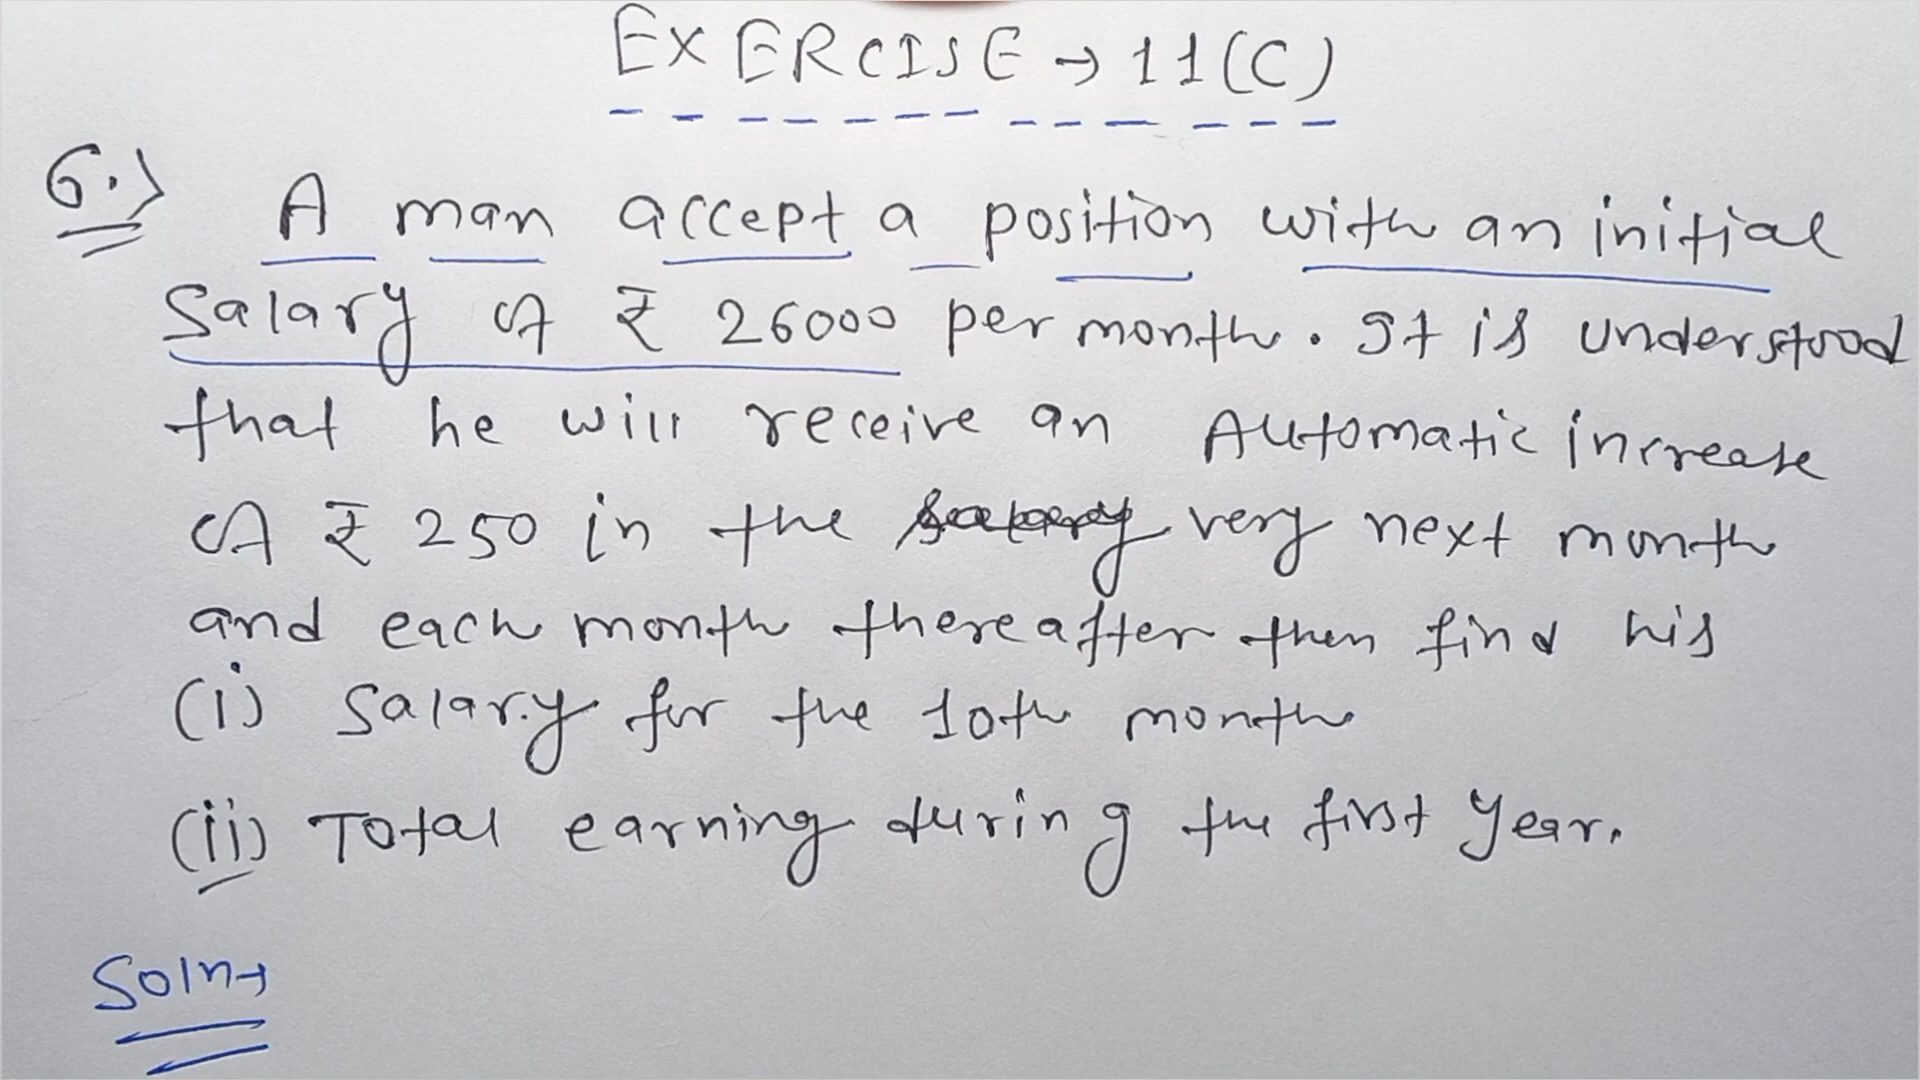 EXERCISE → 11(C)
6.> A man accept a position with an initial
salary of ₹ 26000 per month. It is understood
that he will receive an Automatic increase
of ₹ 250 in the very next month
and each month thereafter then find his
(i) salary for the 10th month
(ii) Total earning during the first year.
Soln→